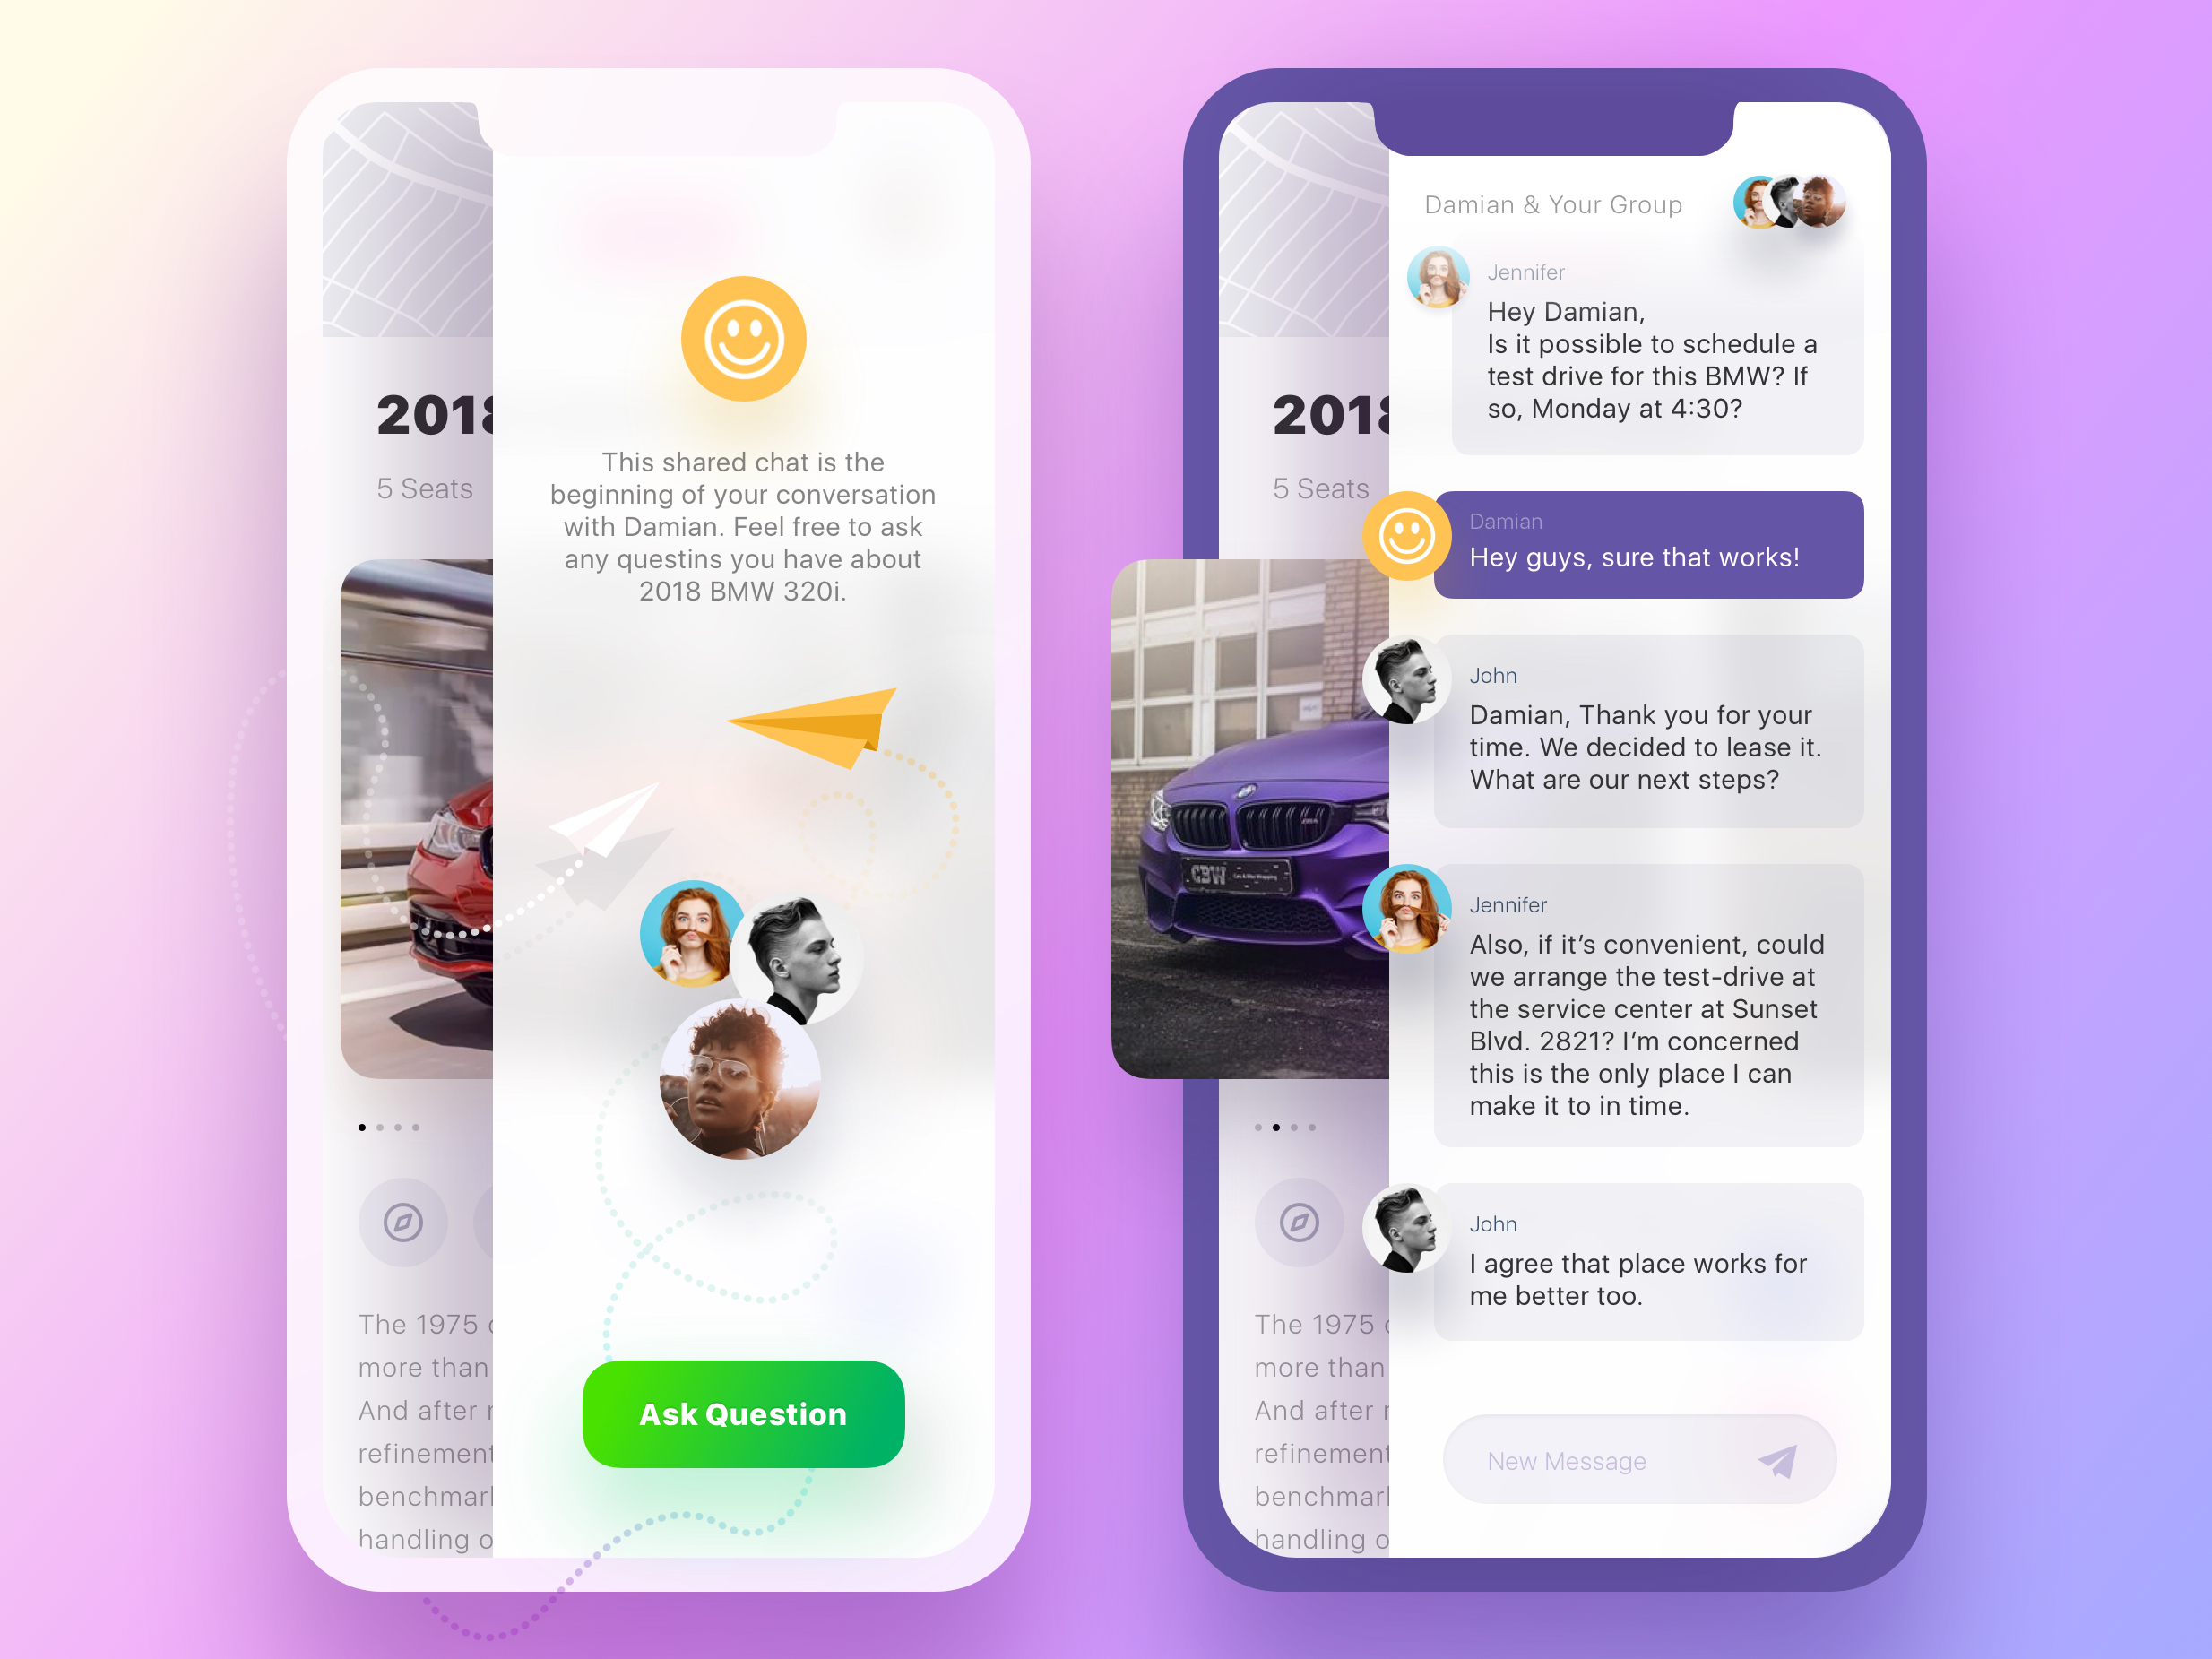 2018
5 Seats
This shared chat is the
beginning of your conversation
with Damian. Feel free to ask
any questins you have about
2018 BMW 320i.
The 1975
more than
And after
refinement
benchmark
handling
Ask Question
Damian & Your Group
Jennifer
Hey Damian,
Is it possible to schedule a
test drive for this BMW? If
so, Monday at 4:30?
Damian
Hey guys, sure that works!
John
Damian, Thank you for your
time. We decided to lease it.
What are our next steps?
Jennifer
Also, if it’s convenient, could
we arrange the test-drive at
the service center at Sunset
Blvd. 2821? I’m concerned
this is the only place I can
make it to in time.
John
I agree that place works for
me better too.
New Message
2018
5 Seats
CBW
The 1975
more than
And after
refinement
benchmark
handling